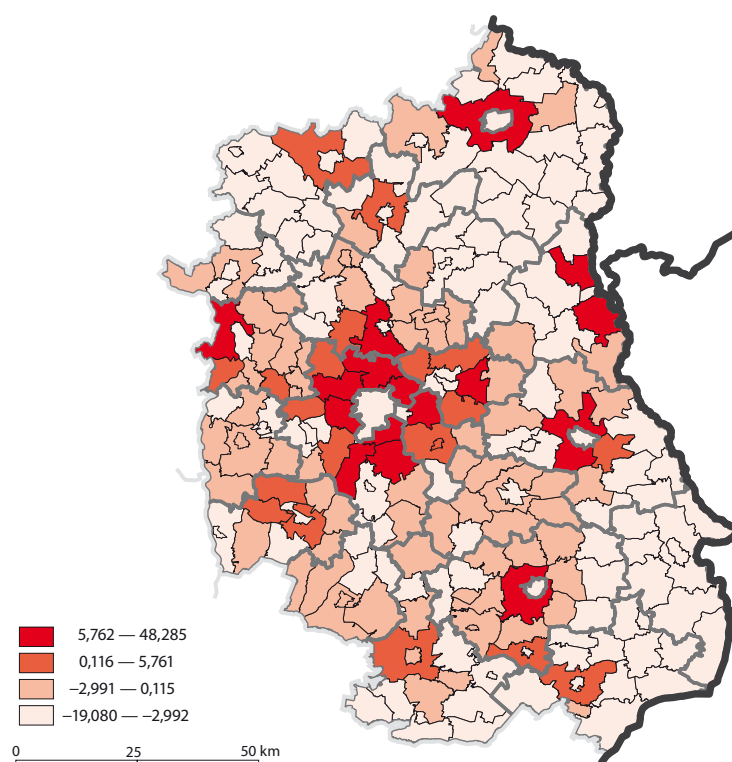 5,762 — 48,285
0,116 — 5,761
−2,991 — 0,115
−19,080 — −2,992
0 25 50 km